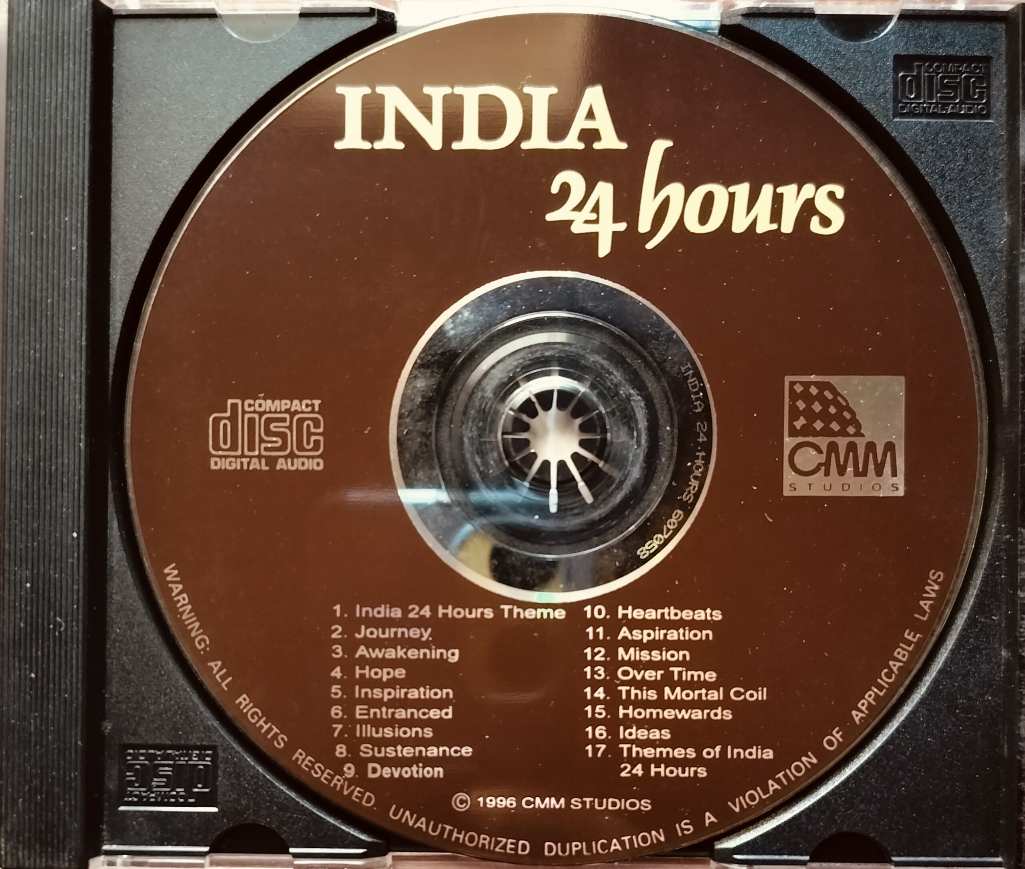 INDIA
24 hours
COMPACT
disc
DIGITAL AUDIO
COMPACT
disc
DIGITAL AUDIO
CMM
STUDIOS
INDIA 24 HOURS 607058
1. India 24 Hours Theme
2. Journey
3. Awakening
4. Hope
5. Inspiration
6. Entranced
7. Illusions
8. Sustenance
9. Devotion
10. Heartbeats
11. Aspiration
12. Mission
13. Over Time
14. This Mortal Coil
15. Homewards
16. Ideas
17. Themes of India
24 Hours
© 1996 CMM STUDIOS
WARNING: ALL RIGHTS RESERVED. UNAUTHORIZED DUPLICATION IS A VIOLATION OF APPLICABLE LAWS